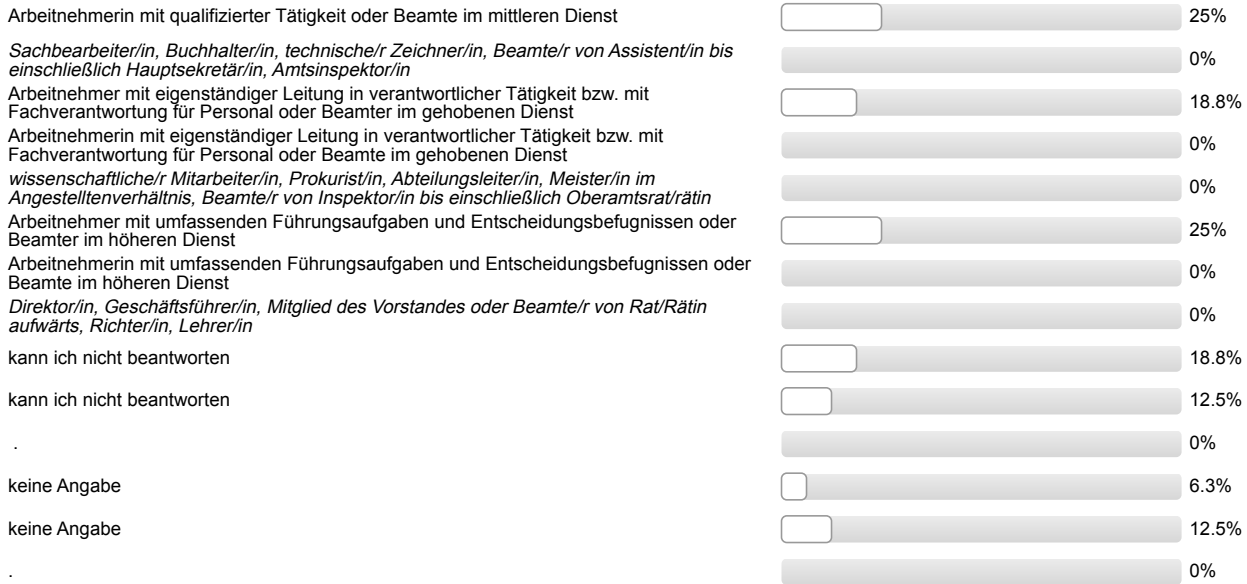 Arbeitnehmerin mit qualifizierter Tätigkeit oder Beamte im mittleren Dienst 25%
Sachbearbeiter/in, Buchhalter/in, technische/r Zeichner/in, Beamte/r von Assistent/in bis
einschließlich Hauptsekretär/in, Amtsinspektor/in 0%
Arbeitnehmer mit eigenständiger Leitung in verantwortlicher Tätigkeit bzw. mit
Fachverantwortung für Personal oder Beamter im gehobenen Dienst 18.8%
Arbeitnehmerin mit eigenständiger Leitung in verantwortlicher Tätigkeit bzw. mit
Fachverantwortung für Personal oder Beamte im gehobenen Dienst 0%
wissenschaftliche/r Mitarbeiter/in, Prokurist/in, Abteilungsleiter/in, Meister/in im
Angestelltenverhältnis, Beamte/r von Inspektor/in bis einschließlich Oberamtsrat/rätin 0%
Arbeitnehmer mit umfassenden Führungsaufgaben und Entscheidungsbefugnissen oder
Beamter im höheren Dienst 25%
Arbeitnehmerin mit umfassenden Führungsaufgaben und Entscheidungsbefugnissen oder
Beamte im höheren Dienst 0%
Direktor/in, Geschäftsführer/in, Mitglied des Vorstandes oder Beamte/r von Rat/Rätin
aufwärts, Richter/in, Lehrer/in 0%
kann ich nicht beantworten 18.8%
kann ich nicht beantworten 12.5%
. 0%
keine Angabe 6.3%
keine Angabe 12.5%
. 0%